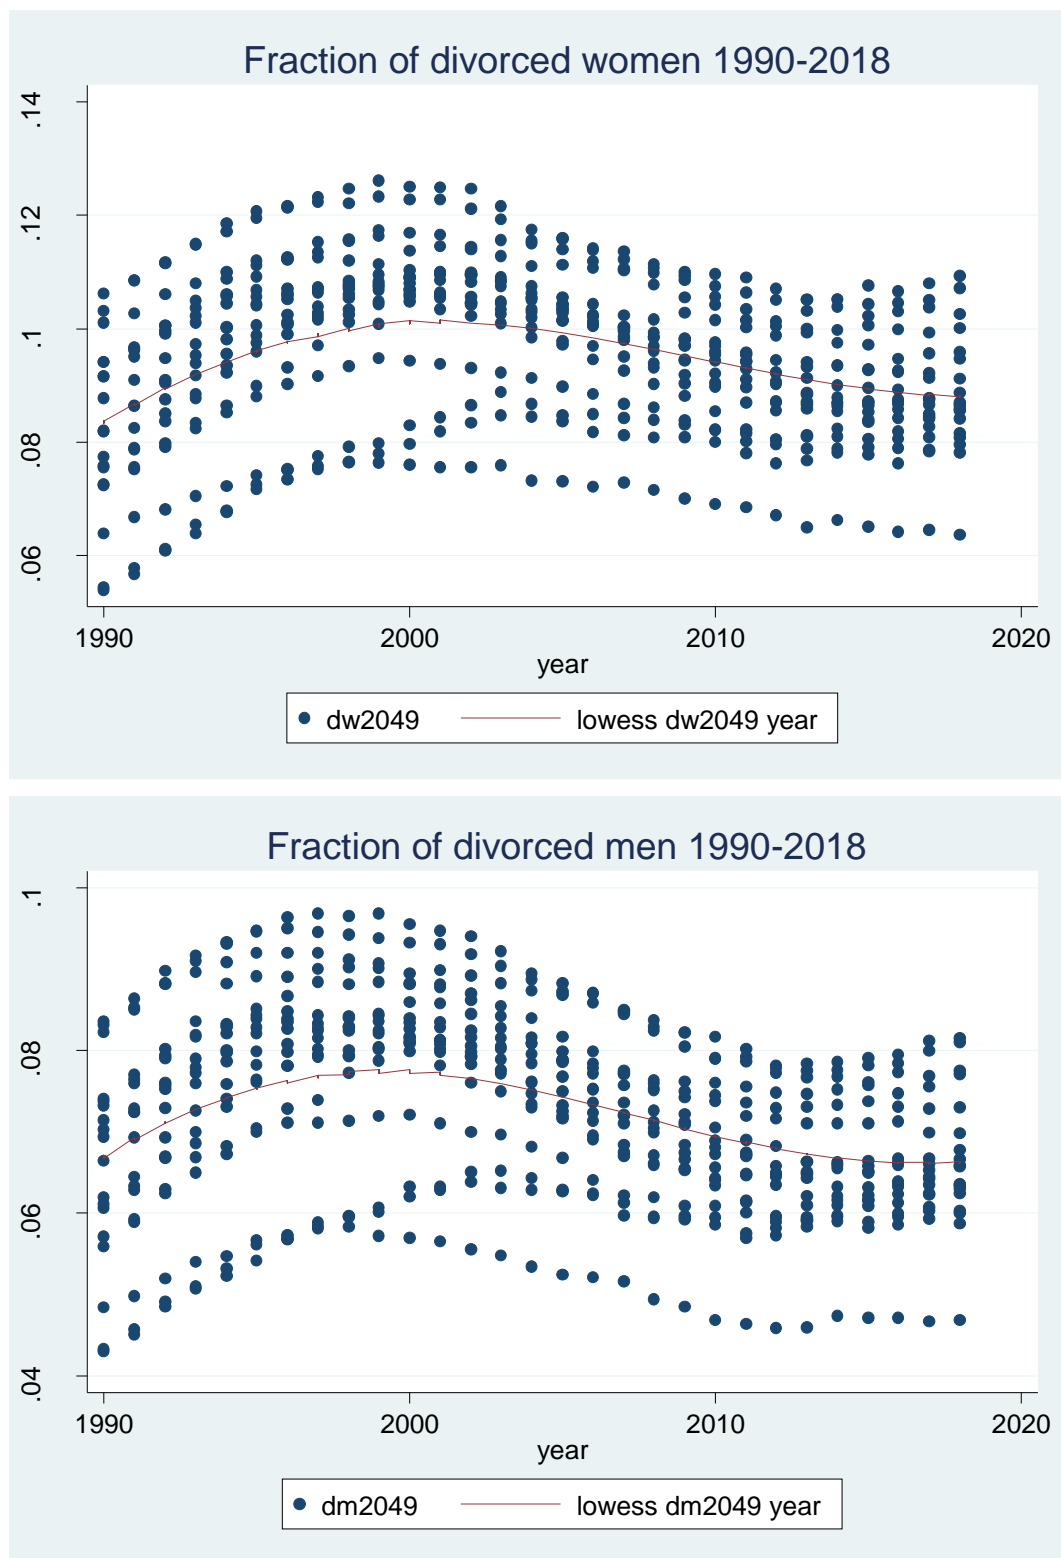 Fraction of divorced women 1990-2018
.14
.12
.1
.08
.06
1990 2000 2010 2020
year
dw2049 lowess dw2049 year
Fraction of divorced men 1990-2018
.1
.08
.06
.04
1990 2000 2010 2020
year
dm2049 lowess dm2049 year